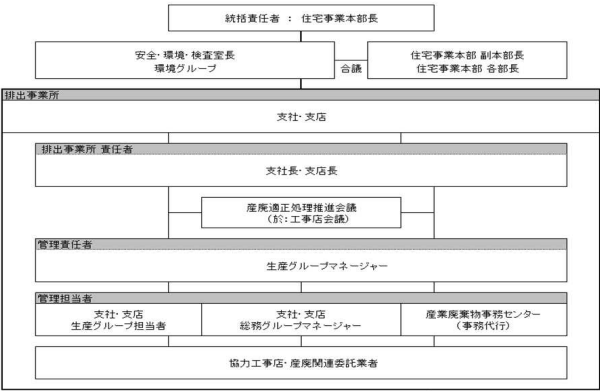 統括責任者 : 住宅事業本部長
安全・環境・検査室長
環境グループ
合議
住宅事業本部 副本部長
住宅事業本部 各部長
排出事業所
支社・支店
排出事業所 責任者
支社長・支店長
産廃適正処理推進会議
(於:工事店会議)
管理責任者
生産グループマネージャー
管理担当者
支社・支店
生産グループ担当者
支社・支店
総務グループマネージャー
産業廃棄物事務センター
(事務代行)
協力工事店・産廃関連委託業者